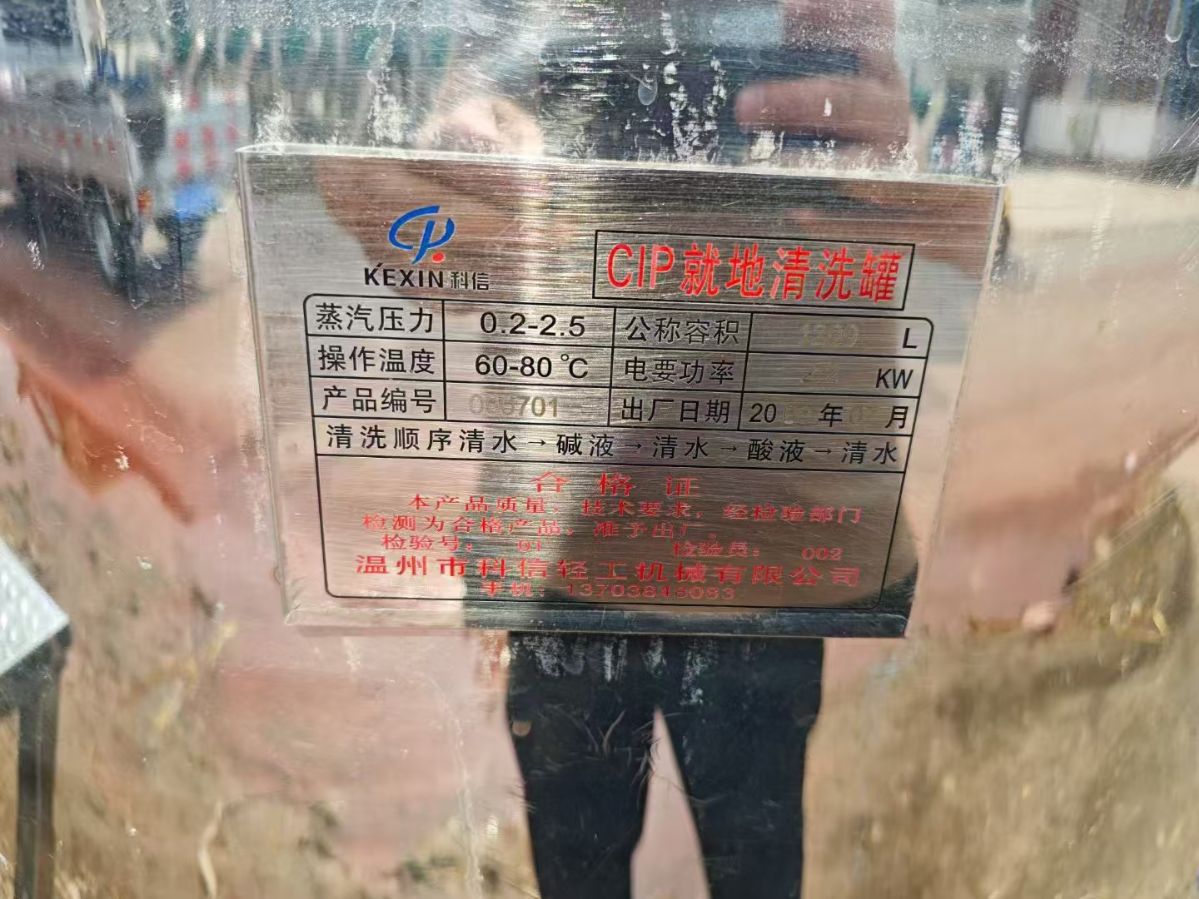 KEXIN 科信
CIP就地清洗罐
蒸汽压力 0.2-2.5 公称容积 L
操作温度 60-80℃ 电要功率 KW
产品编号 出厂日期 20 年 月
清洗顺序清水→碱液→清水→酸液→清水
合格证
本产品质量，技术要求，经检验部门
检测为合格产品，准予出厂。
检验号： 01 检验员： 002
温州市科信轻工机械有限公司
手机：